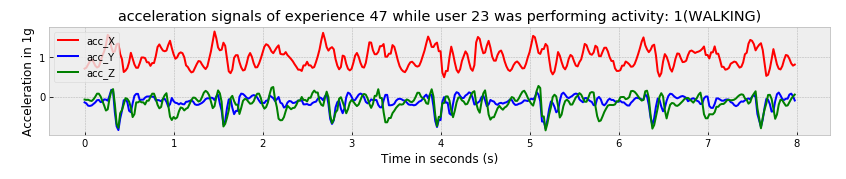 acceleration signals of experience 47 while user 23 was performing activity: 1(WALKING)
Acceleration in 1g
1
0
acc_X
acc_Y
acc_Z
0 1 2 3 4 5 6 7 8
Time in seconds (s)